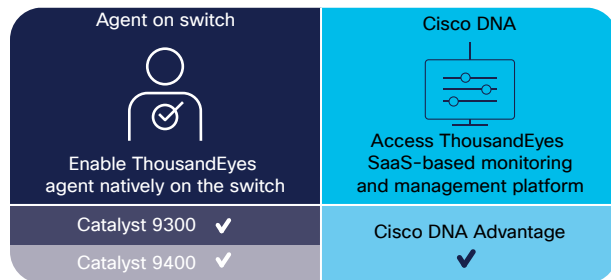 Agent on switch
Enable ThousandEyes
agent natively on the switch
Catalyst 9300
Catalyst 9400
Cisco DNA
Access ThousandEyes
SaaS-based monitoring
and management platform
Cisco DNA Advantage